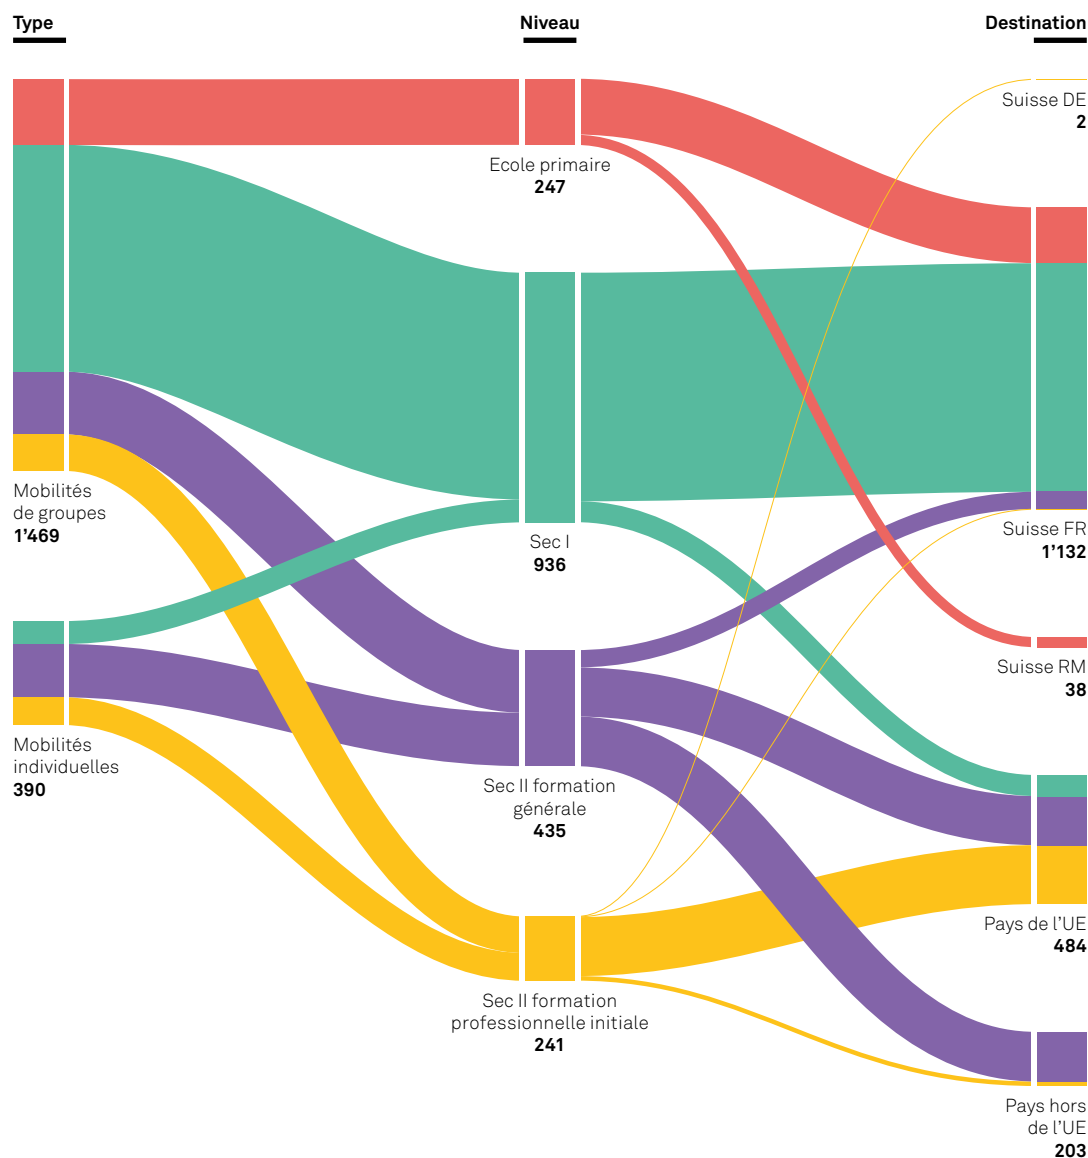 Type
Niveau
Destination
Suisse DE
2
Ecole primaire
247
Mobilités
de groupes
1'469
Suisse FR
1'132
Sec I
936
Suisse RM
38
Mobilités
individuelles
390
Sec II formation
générale
435
Pays de l'UE
484
Sec II formation
professionnelle initiale
241
Pays hors
de l'UE
203